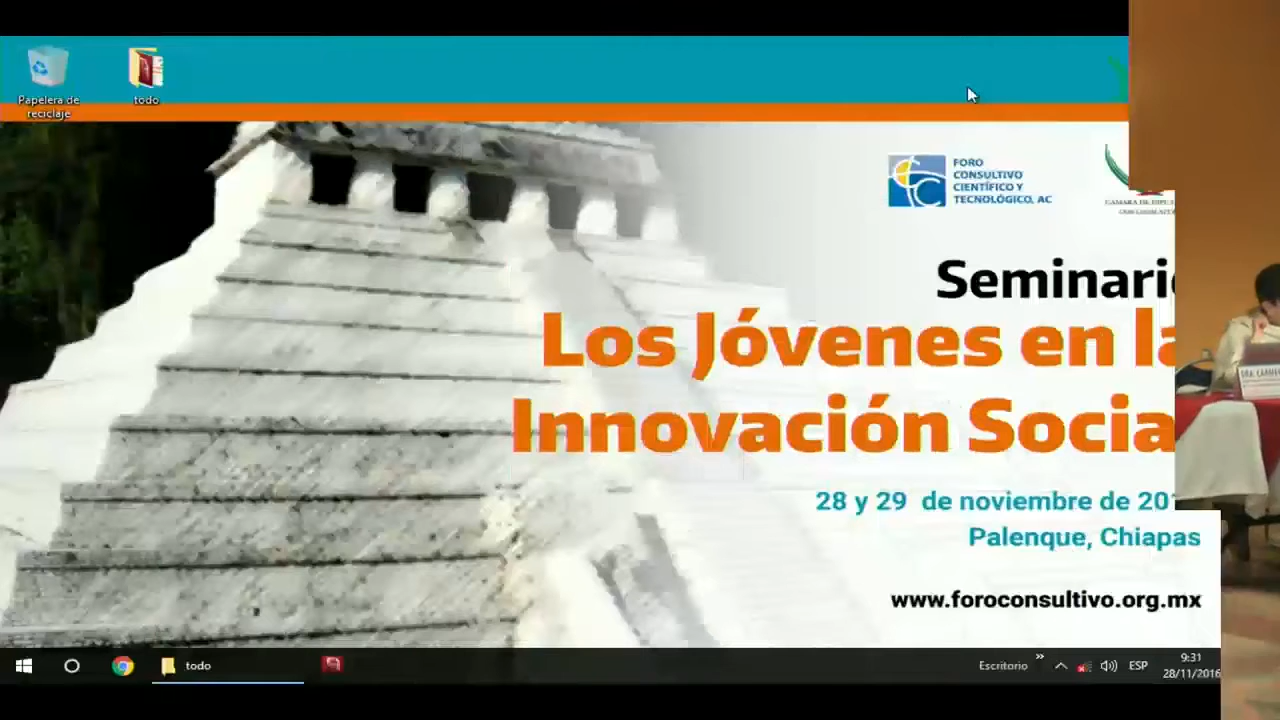 Papelera de
reciclaje
todo
FORO
CONSULTIVO
CIENTÍFICO Y
TECNOLÓGICO, AC
Seminario
Los Jóvenes en la
Innovación Social
28 y 29 de noviembre de 201
Palenque, Chiapas
www.foroconsultivo.org.mx
todo
Escritorio
ESP
9:31
28/11/2016